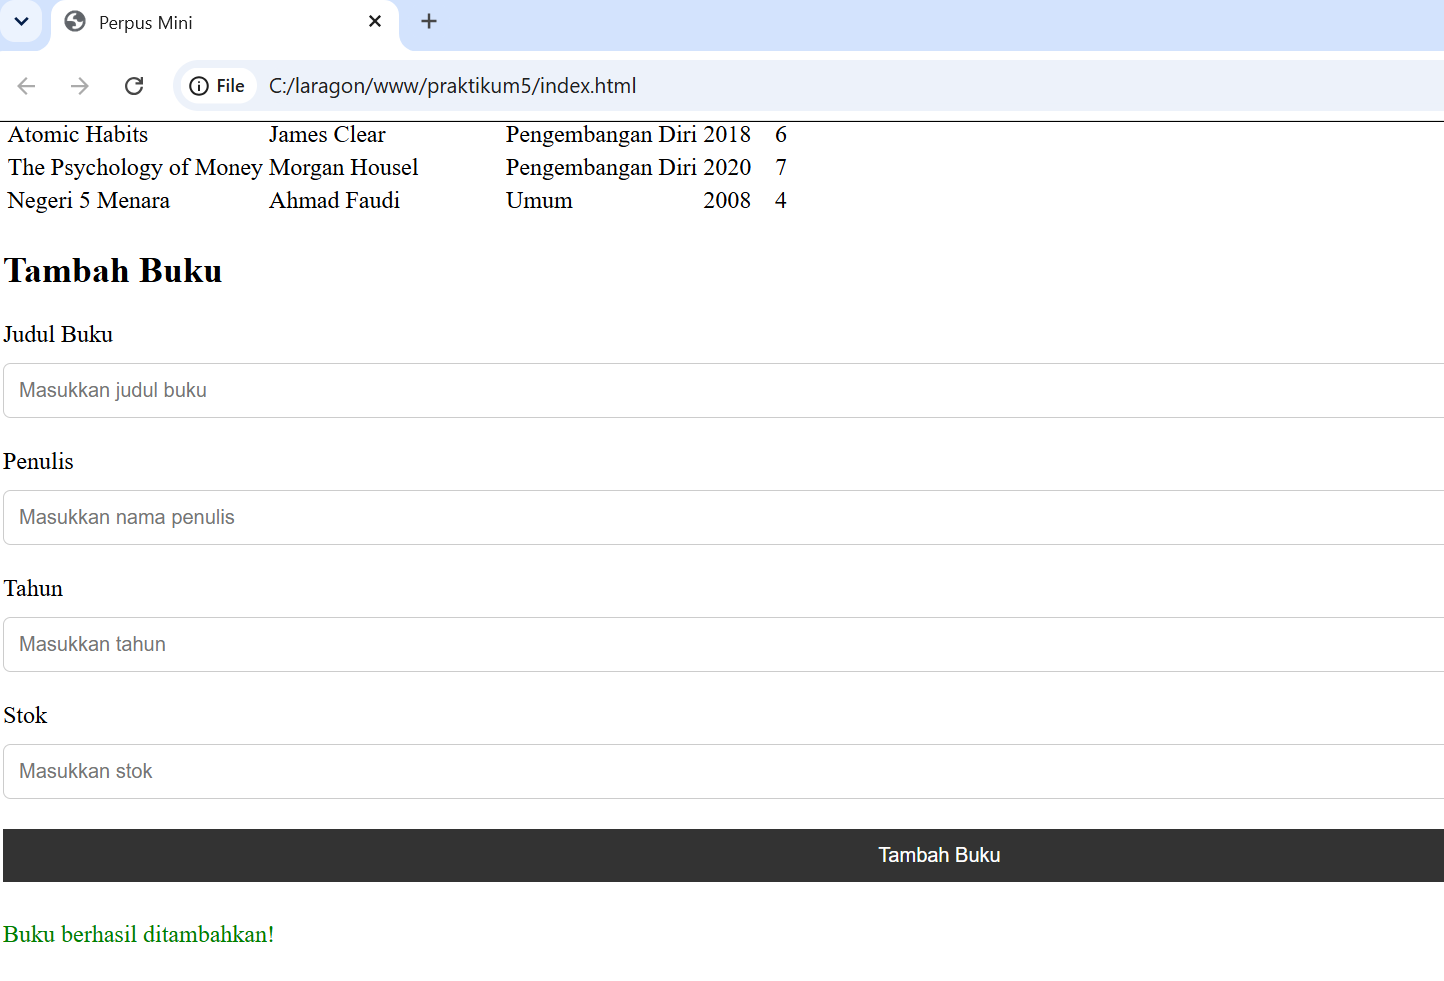 Perpus Mini
File C:/laragon/www/praktikum5/index.html
Atomic Habits James Clear Pengembangan Diri 2018 6
The Psychology of Money Morgan Housel Pengembangan Diri 2020 7
Negeri 5 Menara Ahmad Faudi Umum 2008 4
Tambah Buku
Judul Buku
Masukkan judul buku
Penulis
Masukkan nama penulis
Tahun
Masukkan tahun
Stok
Masukkan stok
Tambah Buku
Buku berhasil ditambahkan!